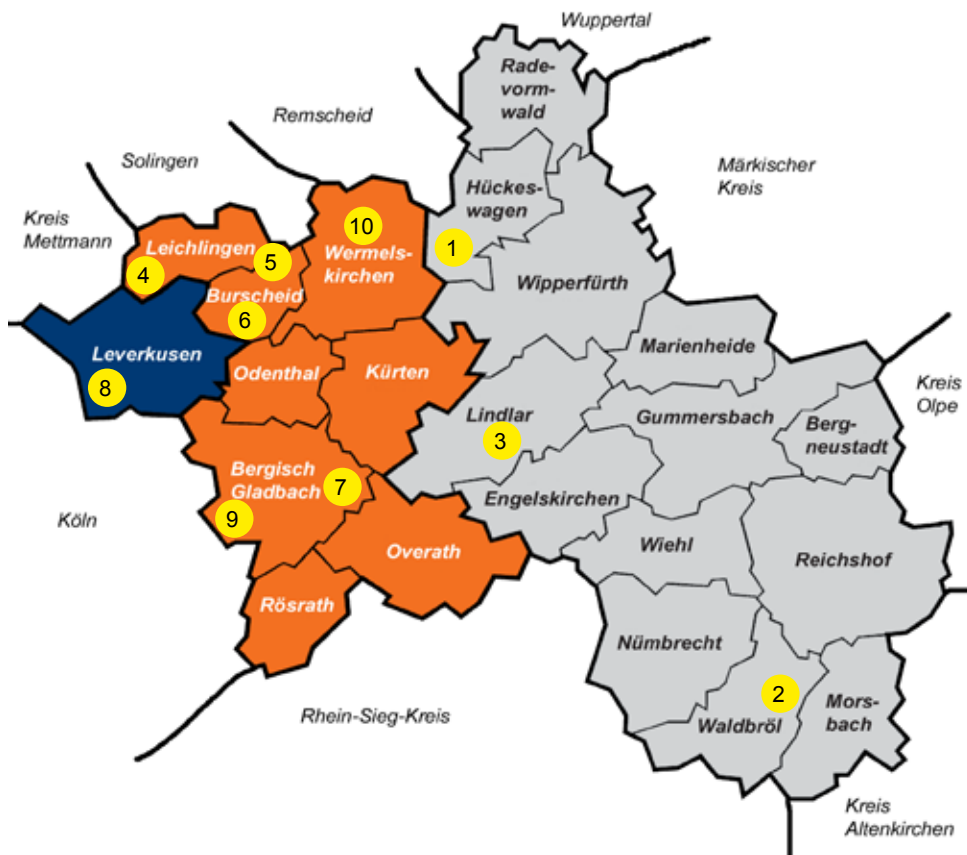 Wuppertal
Rade-
vorm-
wald
Remscheid
Solingen
Märkischer
Kreis
Hückes-
wagen
Kreis
Mettmann
10
Leichlingen
5
1
Wermels-
kirchen
4
Burscheid
Wipperfürth
6
Leverkusen
Marienheide
Odenthal
Kürten
8
Kreis
Olpe
Lindlar
3
Gummersbach
Berg-
neustadt
Bergisch
Gladbach
7
Engelskirchen
9
Köln
Overath
Wiehl
Reichshof
Rösrath
Nümbrecht
2
Rhein-Sieg-Kreis
Waldbröl
Mors-
bach
Kreis
Altenkirchen